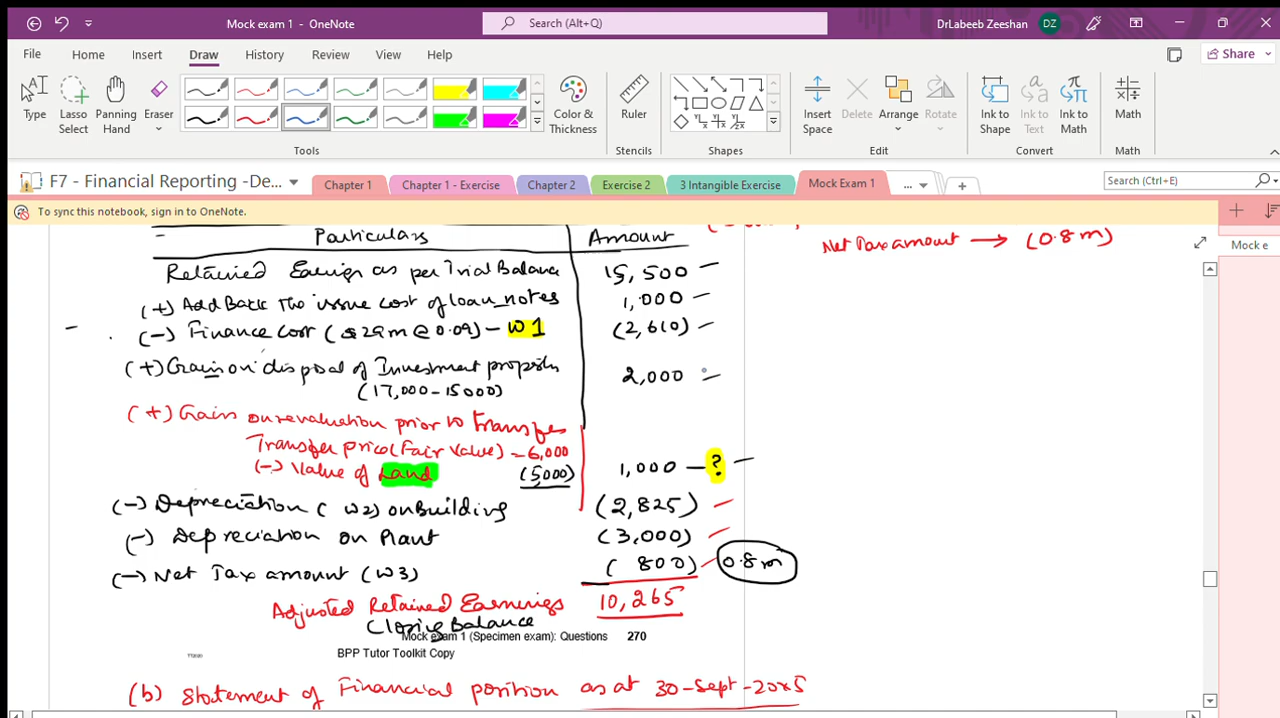 Mock exam 1 - OneNote
Search (Alt+Q)
DrLabeeb Zeeshan
DZ
File
Home
Insert
Draw
History
Review
View
Help
Share
Type
Lasso Select
Panning Hand
Eraser
Color & Thickness
Ruler
Insert Space
Delete
Arrange
Rotate
Ink to Shape
Ink to Text
Ink to Math
Math
Tools
Stencils
Shapes
Edit
Convert
Math
F7 - Financial Reporting -De...
Chapter 1
Chapter 1 - Exercise
Chapter 2
Exercise 2
3 Intangible Exercise
Mock Exam 1
...
Search (Ctrl+E)
To sync this notebook, sign in to OneNote.
Mock e
Net Tax amount → (0.8m)
Particulars Amount
Retained Earnigs as per Trial Balance 15,500
(+) Add Back The issue cost of loan notes 1,000
(-) Finance Cost (@29m@0.09) - W1 (2,610)
(+) Grain on disposal of Investment property 2,000
(17,000-15000)
(+) Grain on revaluation prior to Transfer
Transfer price (Fair Value) - 6,000
(-) Value of Land (5,000) 1,000 - ?
(-) Depreciation (W2) on Building (2,825)
(-) Depreciation on Plant (3,000)
(-) Net Tax amount (W3) (800) 0.8m
Adjusted Retained Earnings 10,265
Closing Balance
Mock exam 1 (Specimen exam): Questions 270
BPP Tutor Toolkit Copy
(b) Statement of Financial position as at 30-Sept-20x5